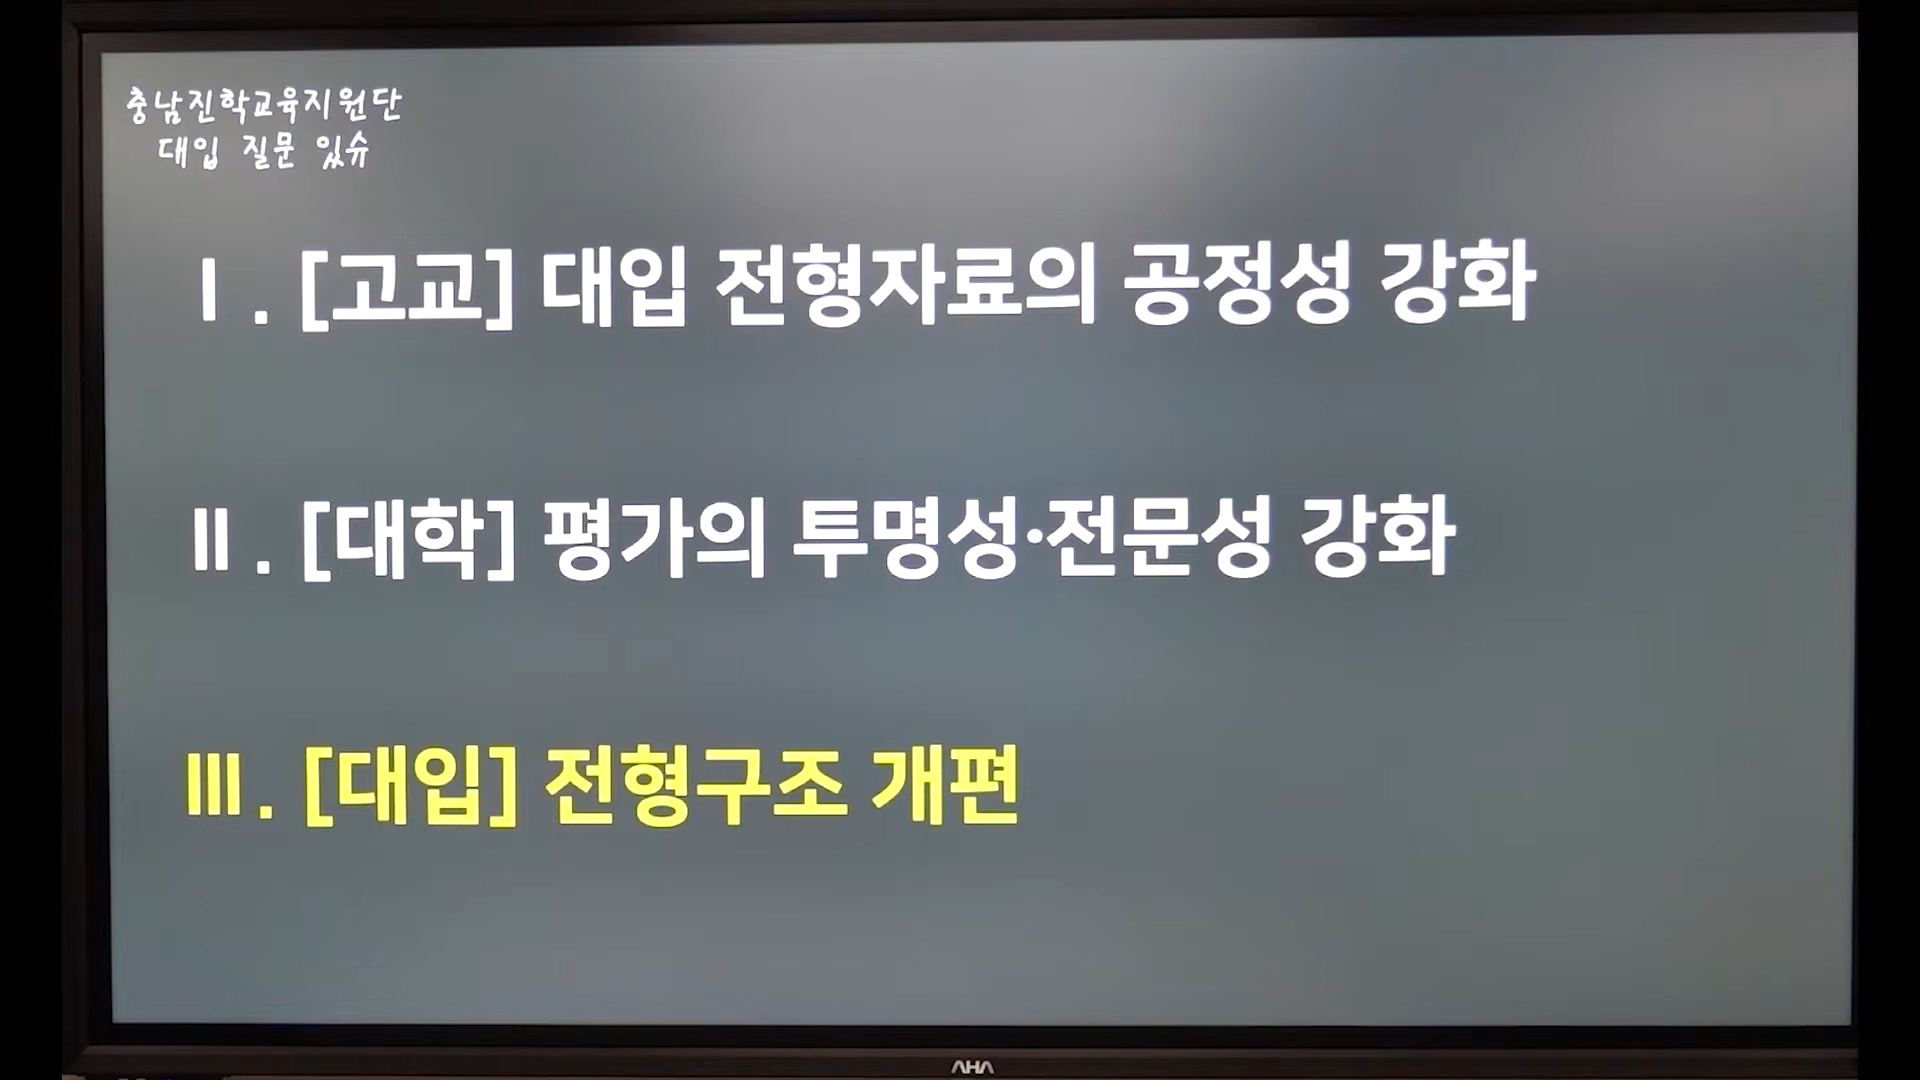 충남진학교육지원단
대입 질문 있슈
Ⅰ. [고교] 대입 전형자료의 공정성 강화
Ⅱ. [대학] 평가의 투명성·전문성 강화
Ⅲ. [대입] 전형구조 개편
AHA